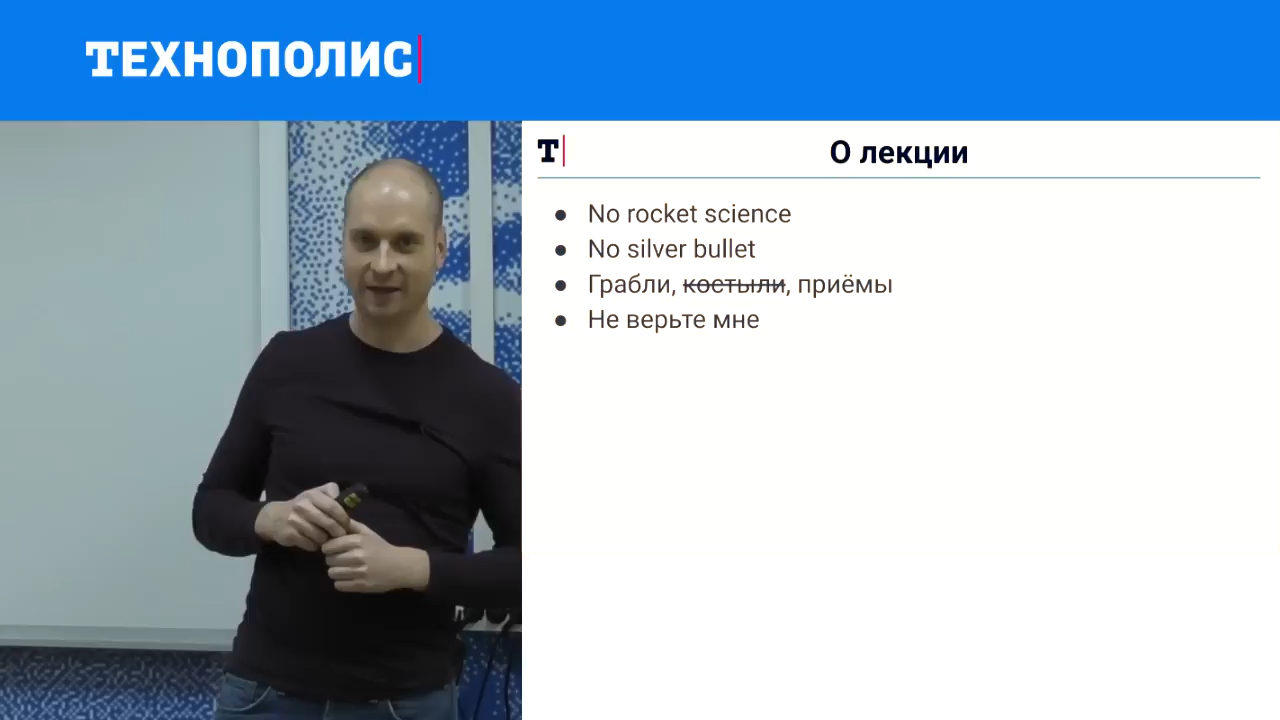 ТЕХНОПОЛИС
Т
О лекции
● No rocket science
● No silver bullet
● Грабли, костыли, приёмы
● Не верьте мне